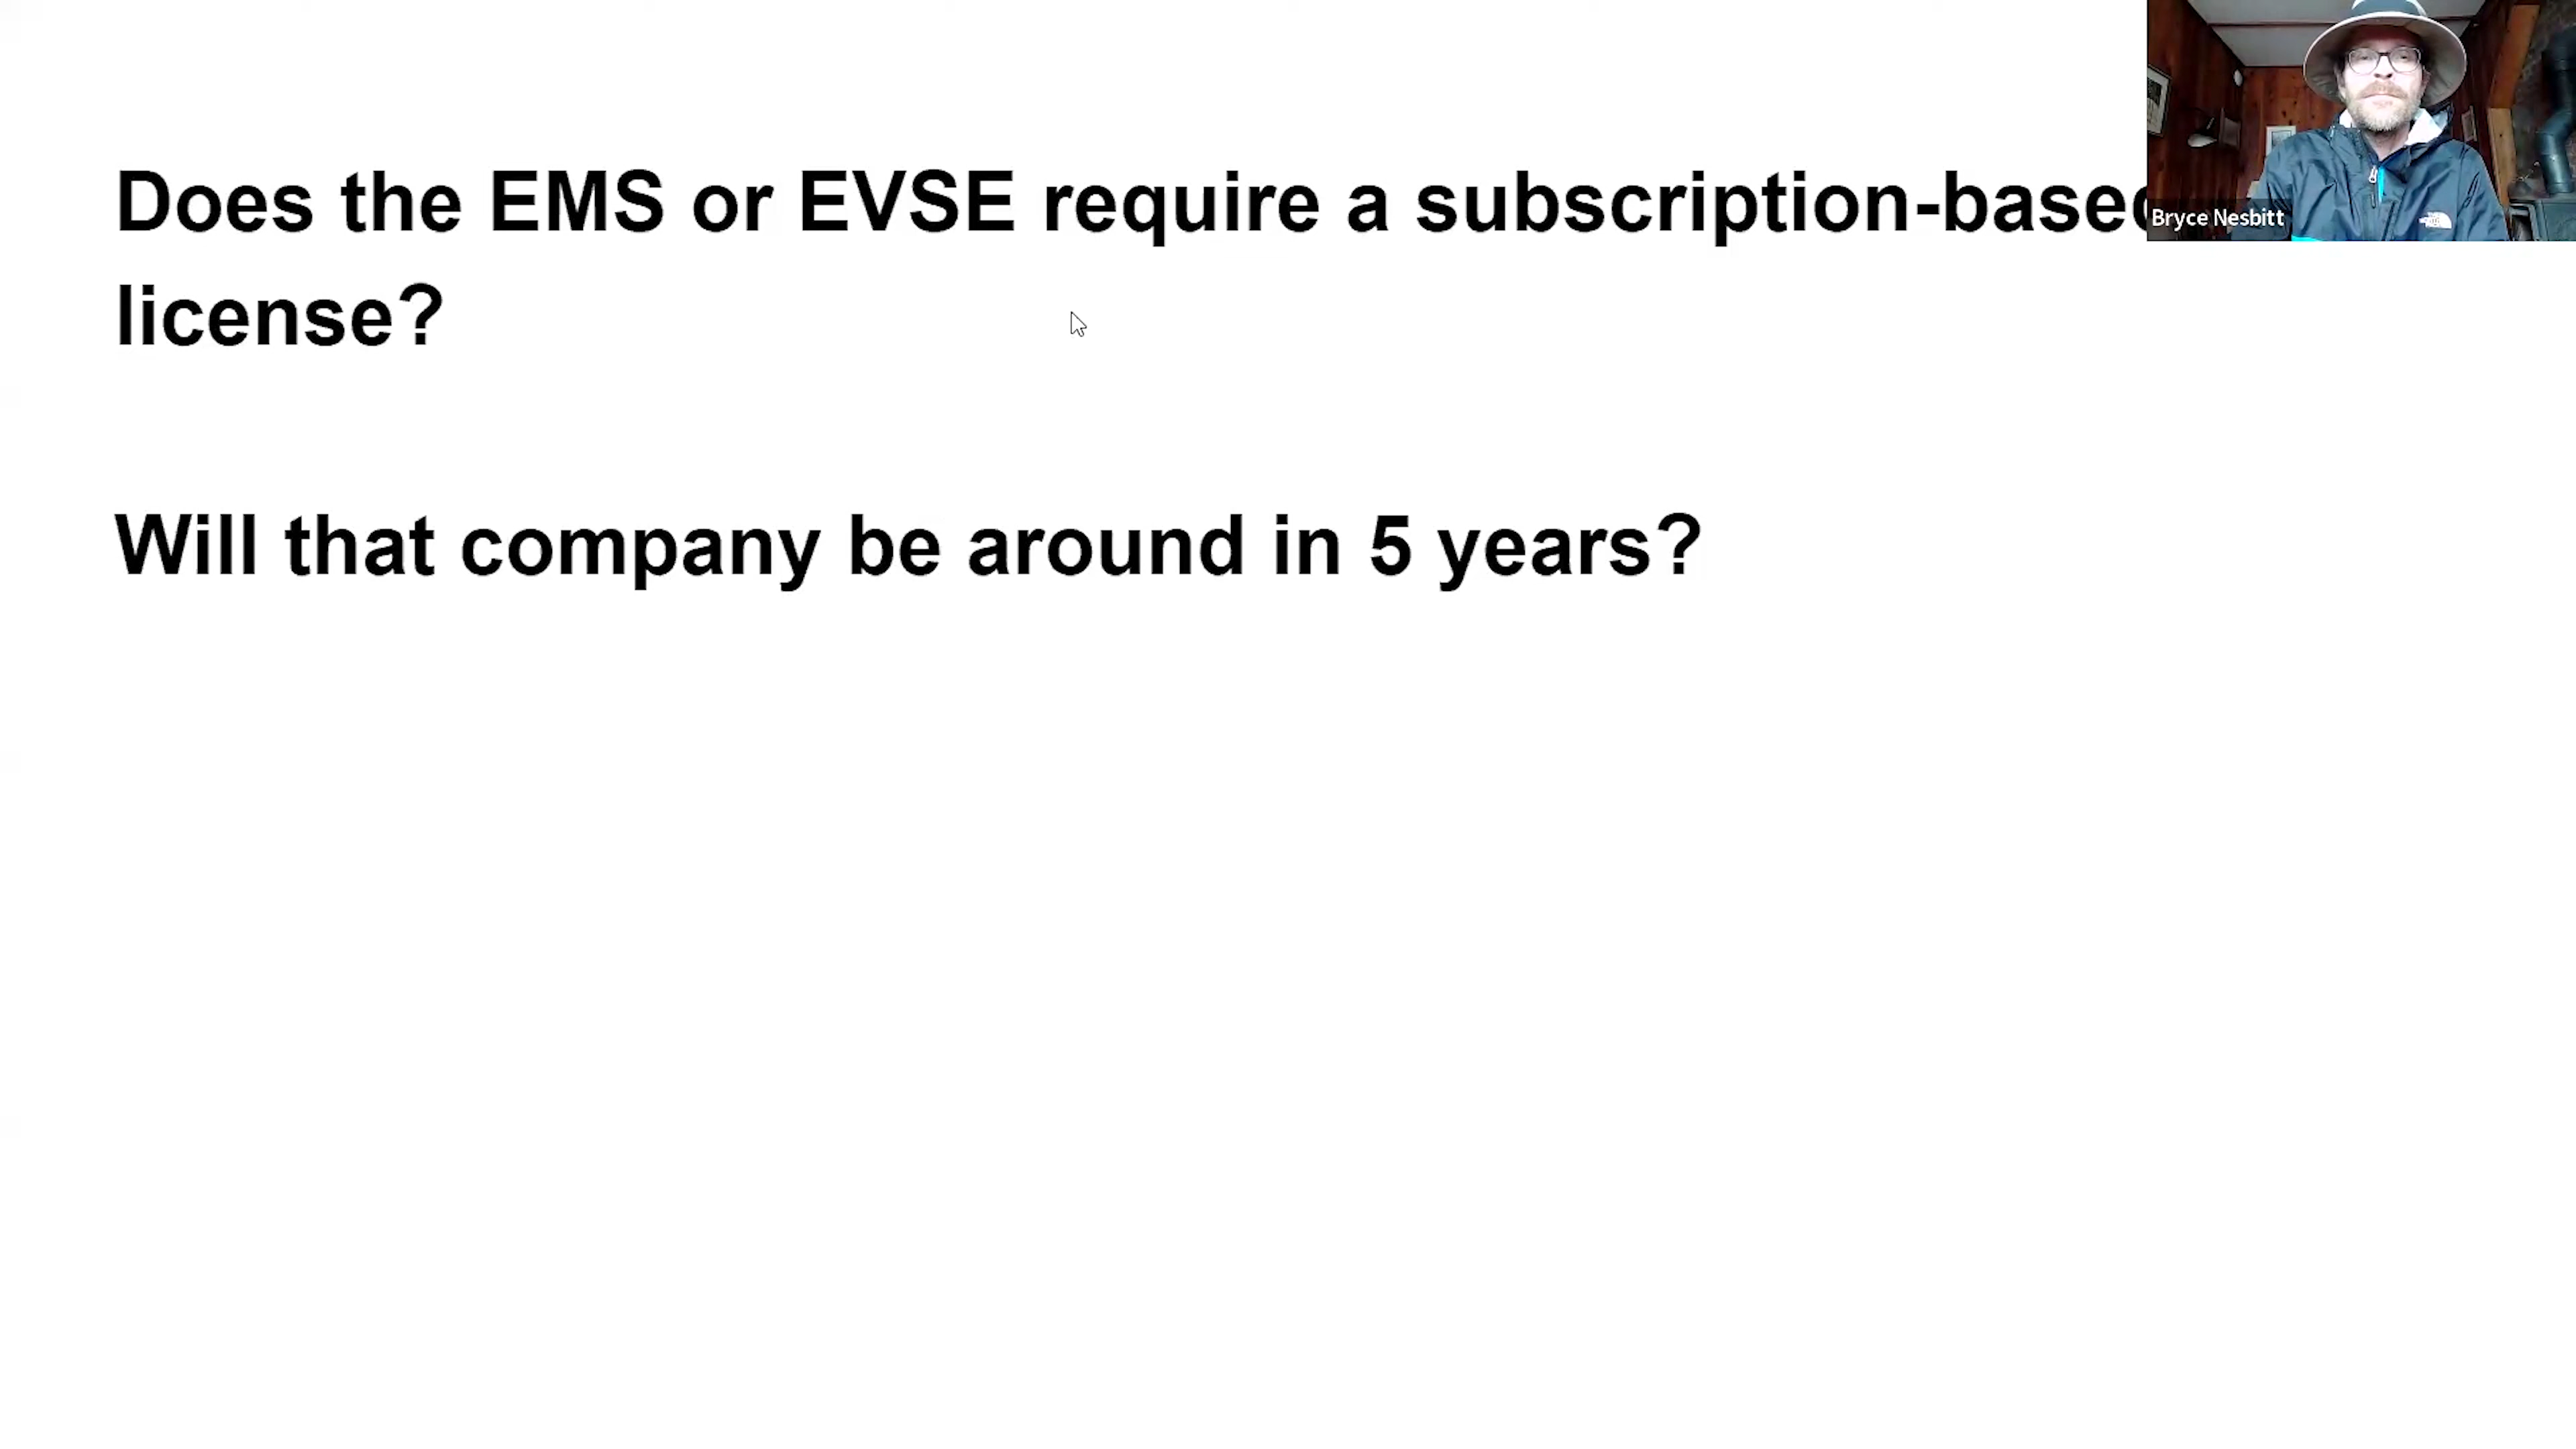 Does the EMS or EVSE require a subscription-based
license?
Will that company be around in 5 years?
Bryce Nesbitt